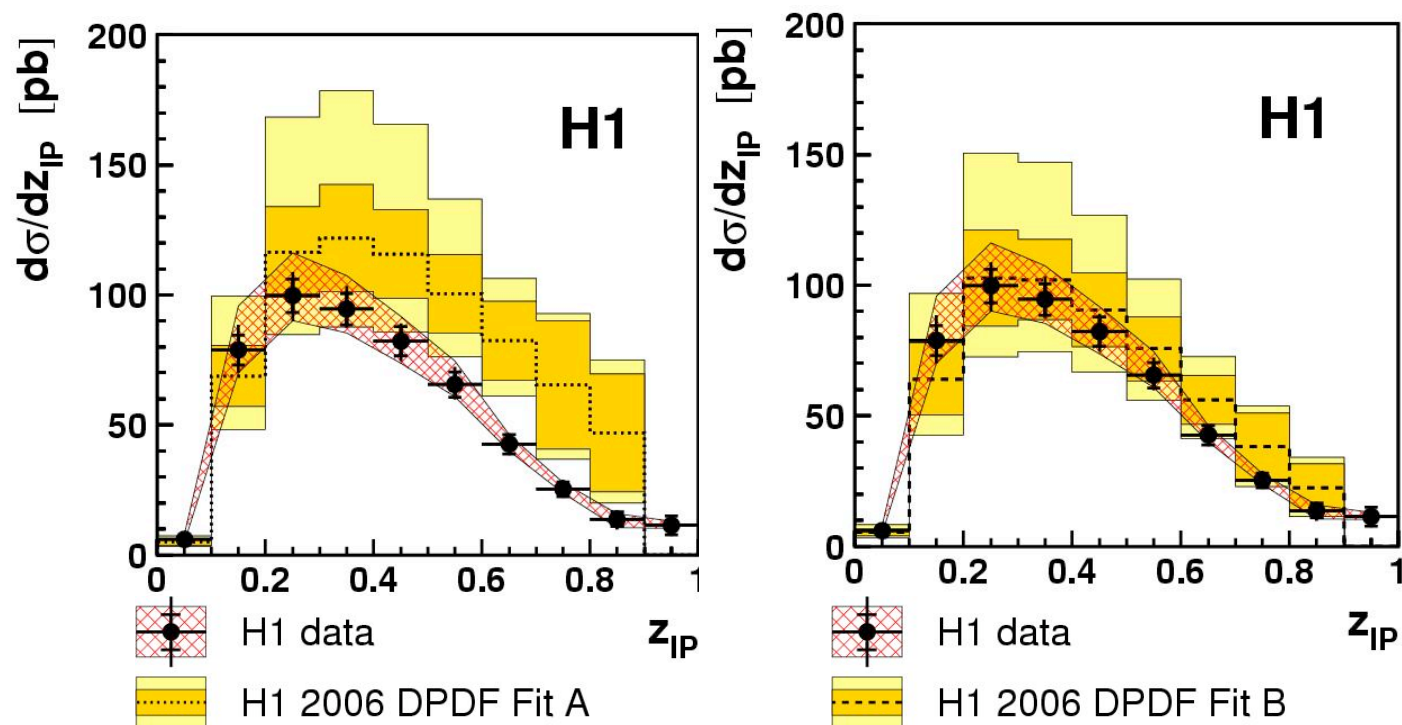 dσ/dz_IP [pb]
200
150
100
50
0
H1
0 0.2 0.4 0.6 0.8 1
z_IP
H1 data
H1 2006 DPDF Fit A
dσ/dz_IP [pb]
200
150
100
50
0
H1
0 0.2 0.4 0.6 0.8 1
z_IP
H1 data
H1 2006 DPDF Fit B